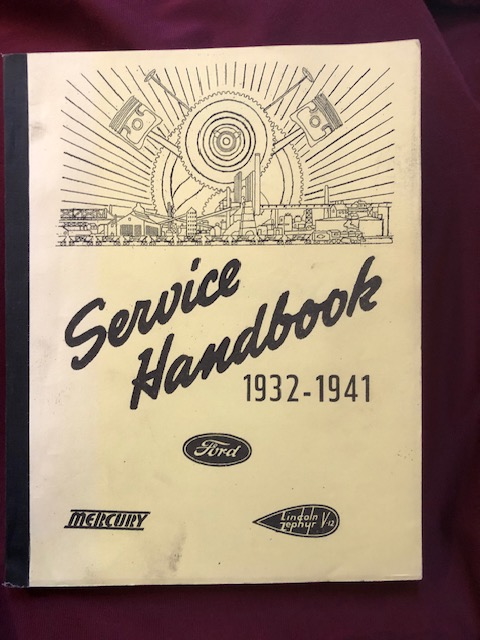 Service
Handbook
1932-1941
Ford
MERCURY
Lincoln
Zephyr V-12